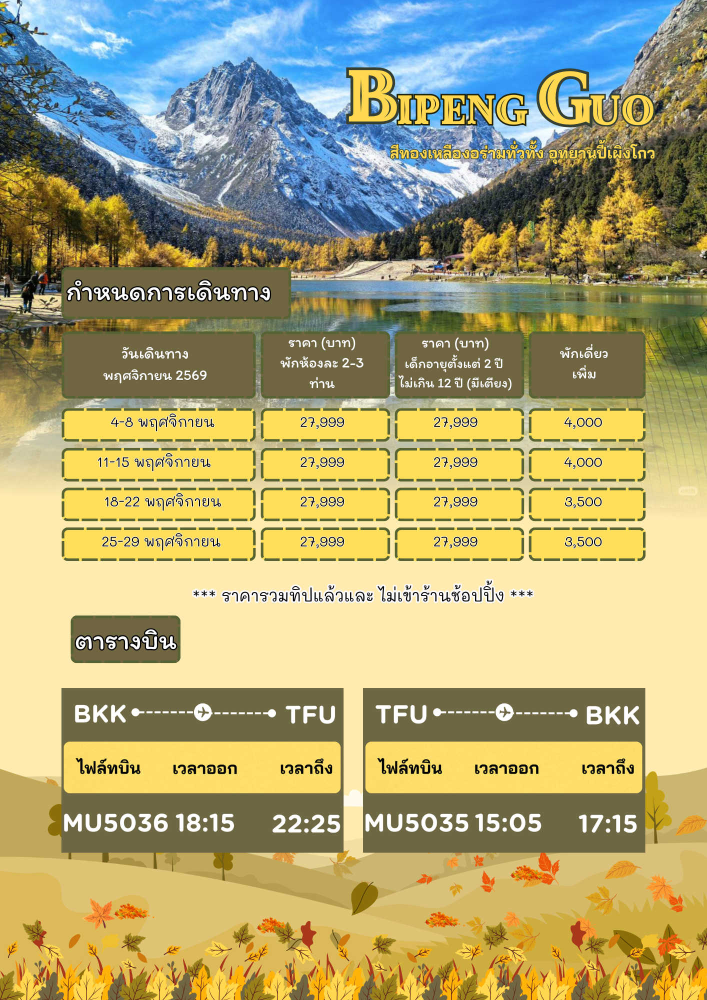 BIPENG GUO
สีทองเหลืองอร่ามทั่วทั้ง อุทยานปี้เผิงโกว
กำหนดการเดินทาง
วันเดินทาง
พฤศจิกายน 2569
ราคา (บาท)
พักห้องละ 2-3
ท่าน
ราคา (บาท)
เด็กอายุตั้งแต่ 2 ปี
ไม่เกิน 12 ปี (มีเตียง)
พักเดี่ยว
เพิ่ม
4-8 พฤศจิกายน 27,999 27,999 4,000
11-15 พฤศจิกายน 27,999 27,999 4,000
18-22 พฤศจิกายน 27,999 27,999 3,500
25-29 พฤศจิกายน 27,999 27,999 3,500
*** ราคารวมทิปแล้วและ ไม่เข้าร้านช้อปปิ้ง ***
ตารางบิน
BKK TFU
ไฟล์ทบิน เวลาออก เวลาถึง
MU5036 18:15 22:25
TFU BKK
ไฟล์ทบิน เวลาออก เวลาถึง
MU5035 15:05 17:15